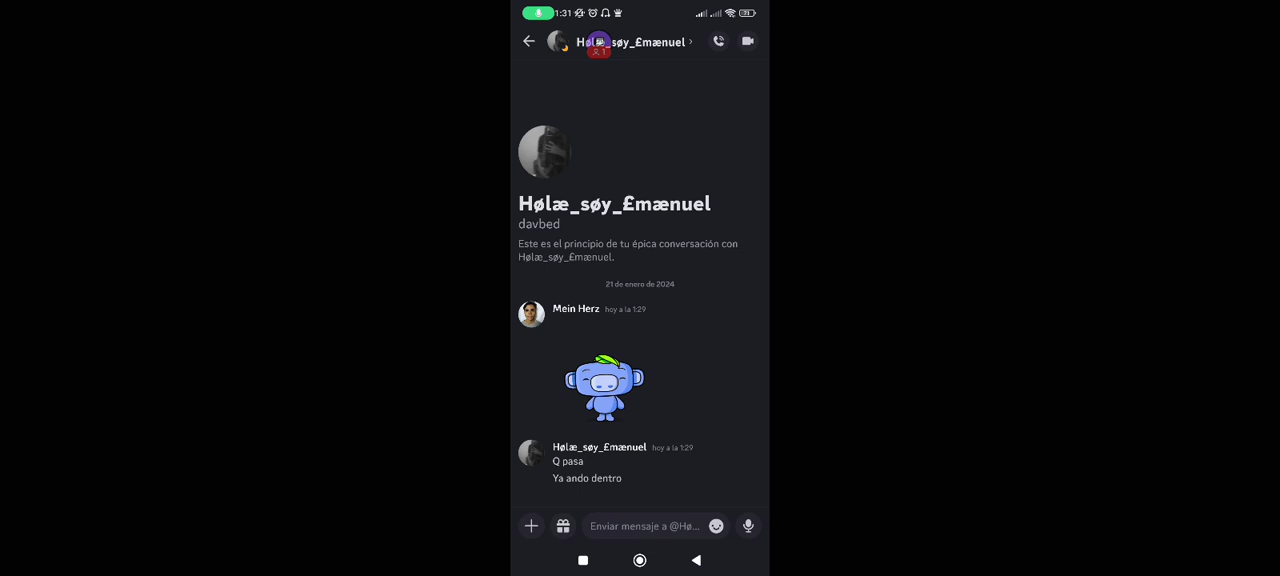 1:31
71
Hølæ_søy_£mænuel
1
Hølæ_søy_£mænuel
davbed
Este es el principio de tu épica conversación con
Hølæ_søy_£mænuel.
21 de enero de 2024
Mein Herz hoy a la 1:29
Hølæ_søy_£mænuel hoy a la 1:29
Q pasa
Ya ando dentro
Enviar mensaje a @Hø...